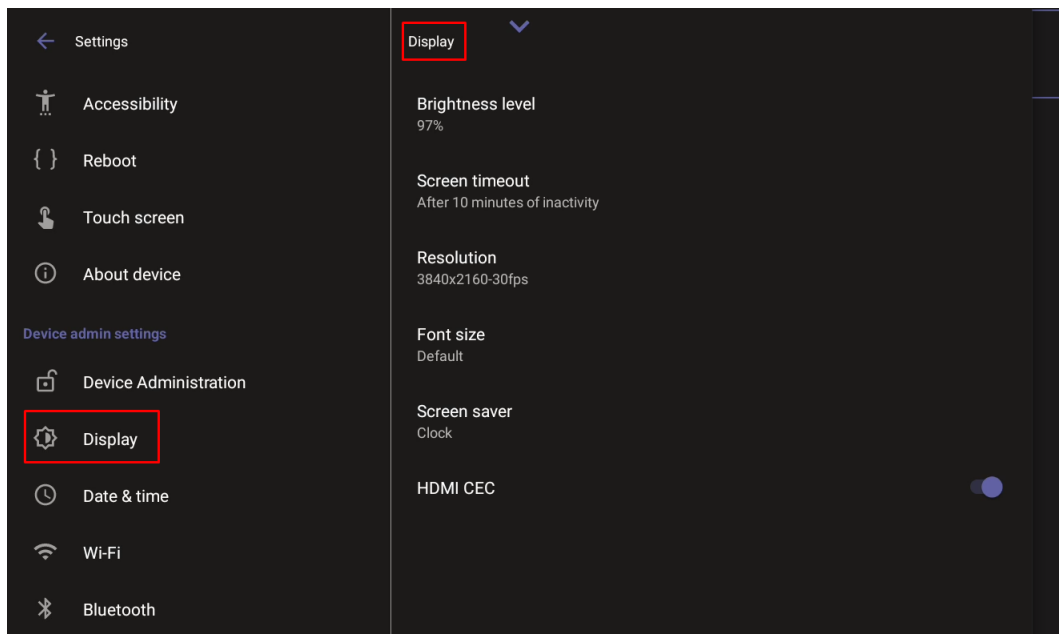 Settings
Accessibility
Reboot
Touch screen
About device
Device admin settings
Device Administration
Display
Date & time
Wi-Fi
Bluetooth
Display
Brightness level
97%
Screen timeout
After 10 minutes of inactivity
Resolution
3840x2160-30fps
Font size
Default
Screen saver
Clock
HDMI CEC